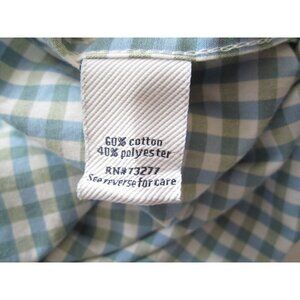 60% cotton
40% polyester
RN#73277
See reverse for care